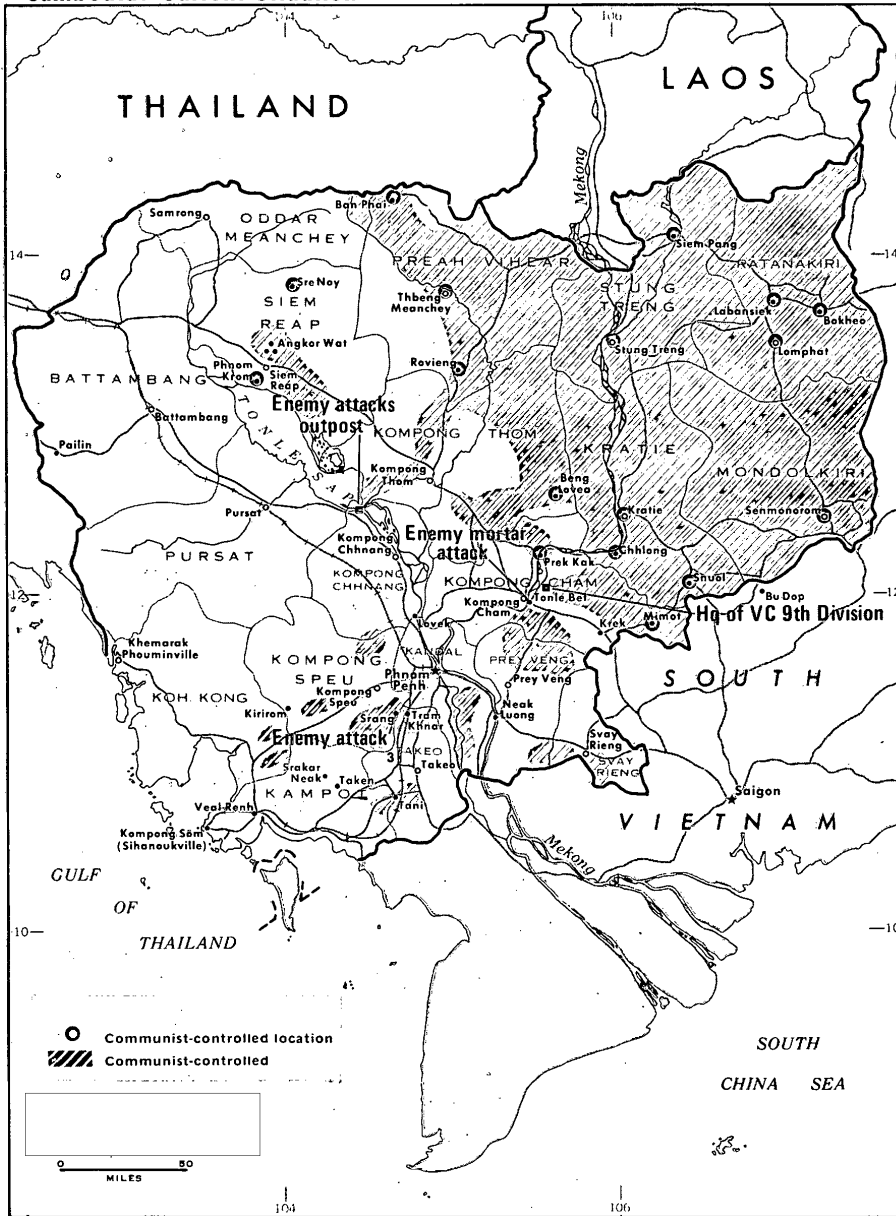 104
106
THAILAND
LAOS
Mekong
Ban Phai
Samrong
ODDAR
MEANCHEY
14
14
PREAH VIHEAR
Siem Pang
RATANAKIRI
Sre Noy
SIEM
REAP
Thbeng
Meanchey
STUNG
TRENG
Labansiek
Bokheo
Angkor Wat
Rovieng
Stung Treng
Lomphat
Phnom
Krom
Siem
Reap
BATTAMBANG
Battambang
Enemy attacks
outpost
TONLE SAP
KOMPONG THOM
KRATIE
Pailin
Kompong
Thom
Beng
Lovea
MONDOLKIRI
Pursat
Kratie
Senmonorom
PURSAT
Kompong
Chhnang
Enemy mortar
attack
Prek Kak
Chhlong
KOMPONG
CHHNANG
KOMPONG CHAM
Snuol
12
Tonle Bet
Bu Dop
Kompong
Cham
Hq of VC 9th Division
Lovek
Krek
Mimot
Khemarak
Phouminville
KOMPONG
SPEU
KANDAL
PREY VENG
SOUTH
Phnom
Penh
KOH KONG
Kompong
Speu
Prey Veng
Kirirom
Srang
Tram
Khnar
Neak
Luong
Enemy attack
Svay
Rieng
3
TAKEO
Takeo
SVAY
RIENG
Srakar
Neak
Taken
KAMPOT
Tani
Saigon
Veal Renh
VIETNAM
Kompong Som
(Sihanoukville)
Mekong
GULF
OF
THAILAND
10
10
Communist-controlled location
Communist-controlled
SOUTH
CHINA SEA
0 50
MILES
104
106